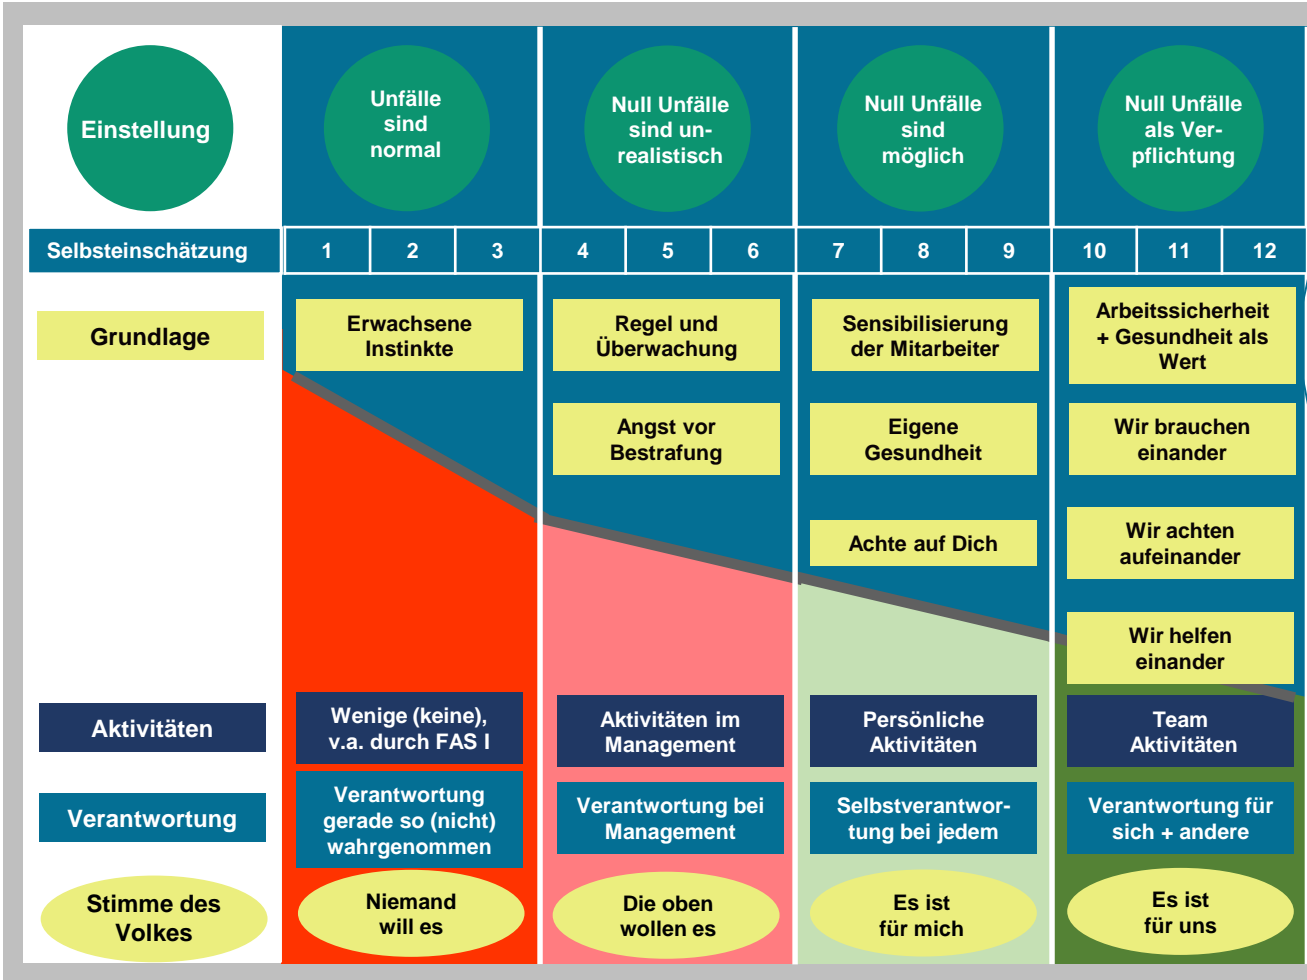 Einstellung
Unfälle
sind
normal
Null Unfälle
sind un-
realistisch
Null Unfälle
sind
möglich
Null Unfälle
als Ver-
pflichtung
Selbsteinschätzung
1 2 3 4 5 6 7 8 9 10 11 12
Grundlage
Erwachsene
Instinkte
Regel und
Überwachung
Sensibilisierung
der Mitarbeiter
Arbeitssicherheit
+ Gesundheit als
Wert
Angst vor
Bestrafung
Eigene
Gesundheit
Wir brauchen
einander
Achte auf Dich
Wir achten
aufeinander
Wir helfen
einander
Aktivitäten
Wenige (keine),
v.a. durch FAS I
Aktivitäten im
Management
Persönliche
Aktivitäten
Team
Aktivitäten
Verantwortung
Verantwortung
gerade so (nicht)
wahrgenommen
Verantwortung bei
Management
Selbstverantwor-
tung bei jedem
Verantwortung für
sich + andere
Stimme des
Volkes
Niemand
will es
Die oben
wollen es
Es ist
für mich
Es ist
für uns